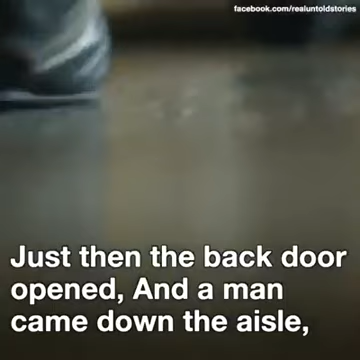 facebook.com/realuntoldstories
Just then the back door
opened, And a man
came down the aisle,